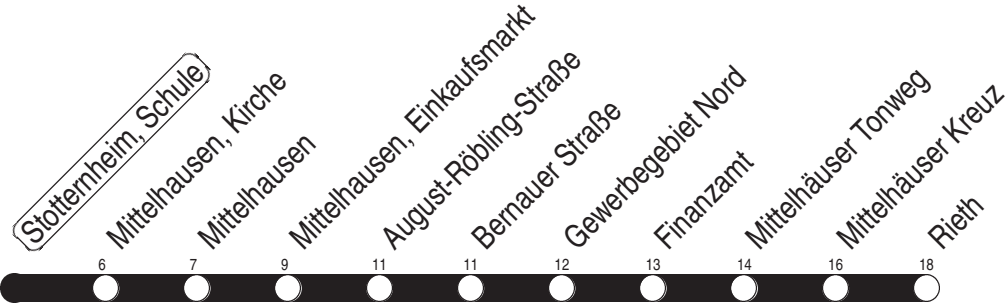 Stotternheim, Schule
Mittelhausen, Kirche
Mittelhausen
Mittelhausen, Einkaufsmarkt
August-Röbling-Straße
Bernauer Straße
Gewerbegebiet Nord
Finanzamt
Mittelhäuser Tonweg
Mittelhäuser Kreuz
Rieth
6 7 9 11 11 12 13 14 16 18